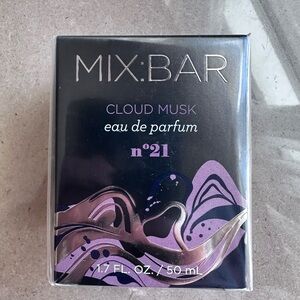 MIX:BAR
CLOUD MUSK
eau de parfum
nº21
1.7 FL. OZ. / 50 mL